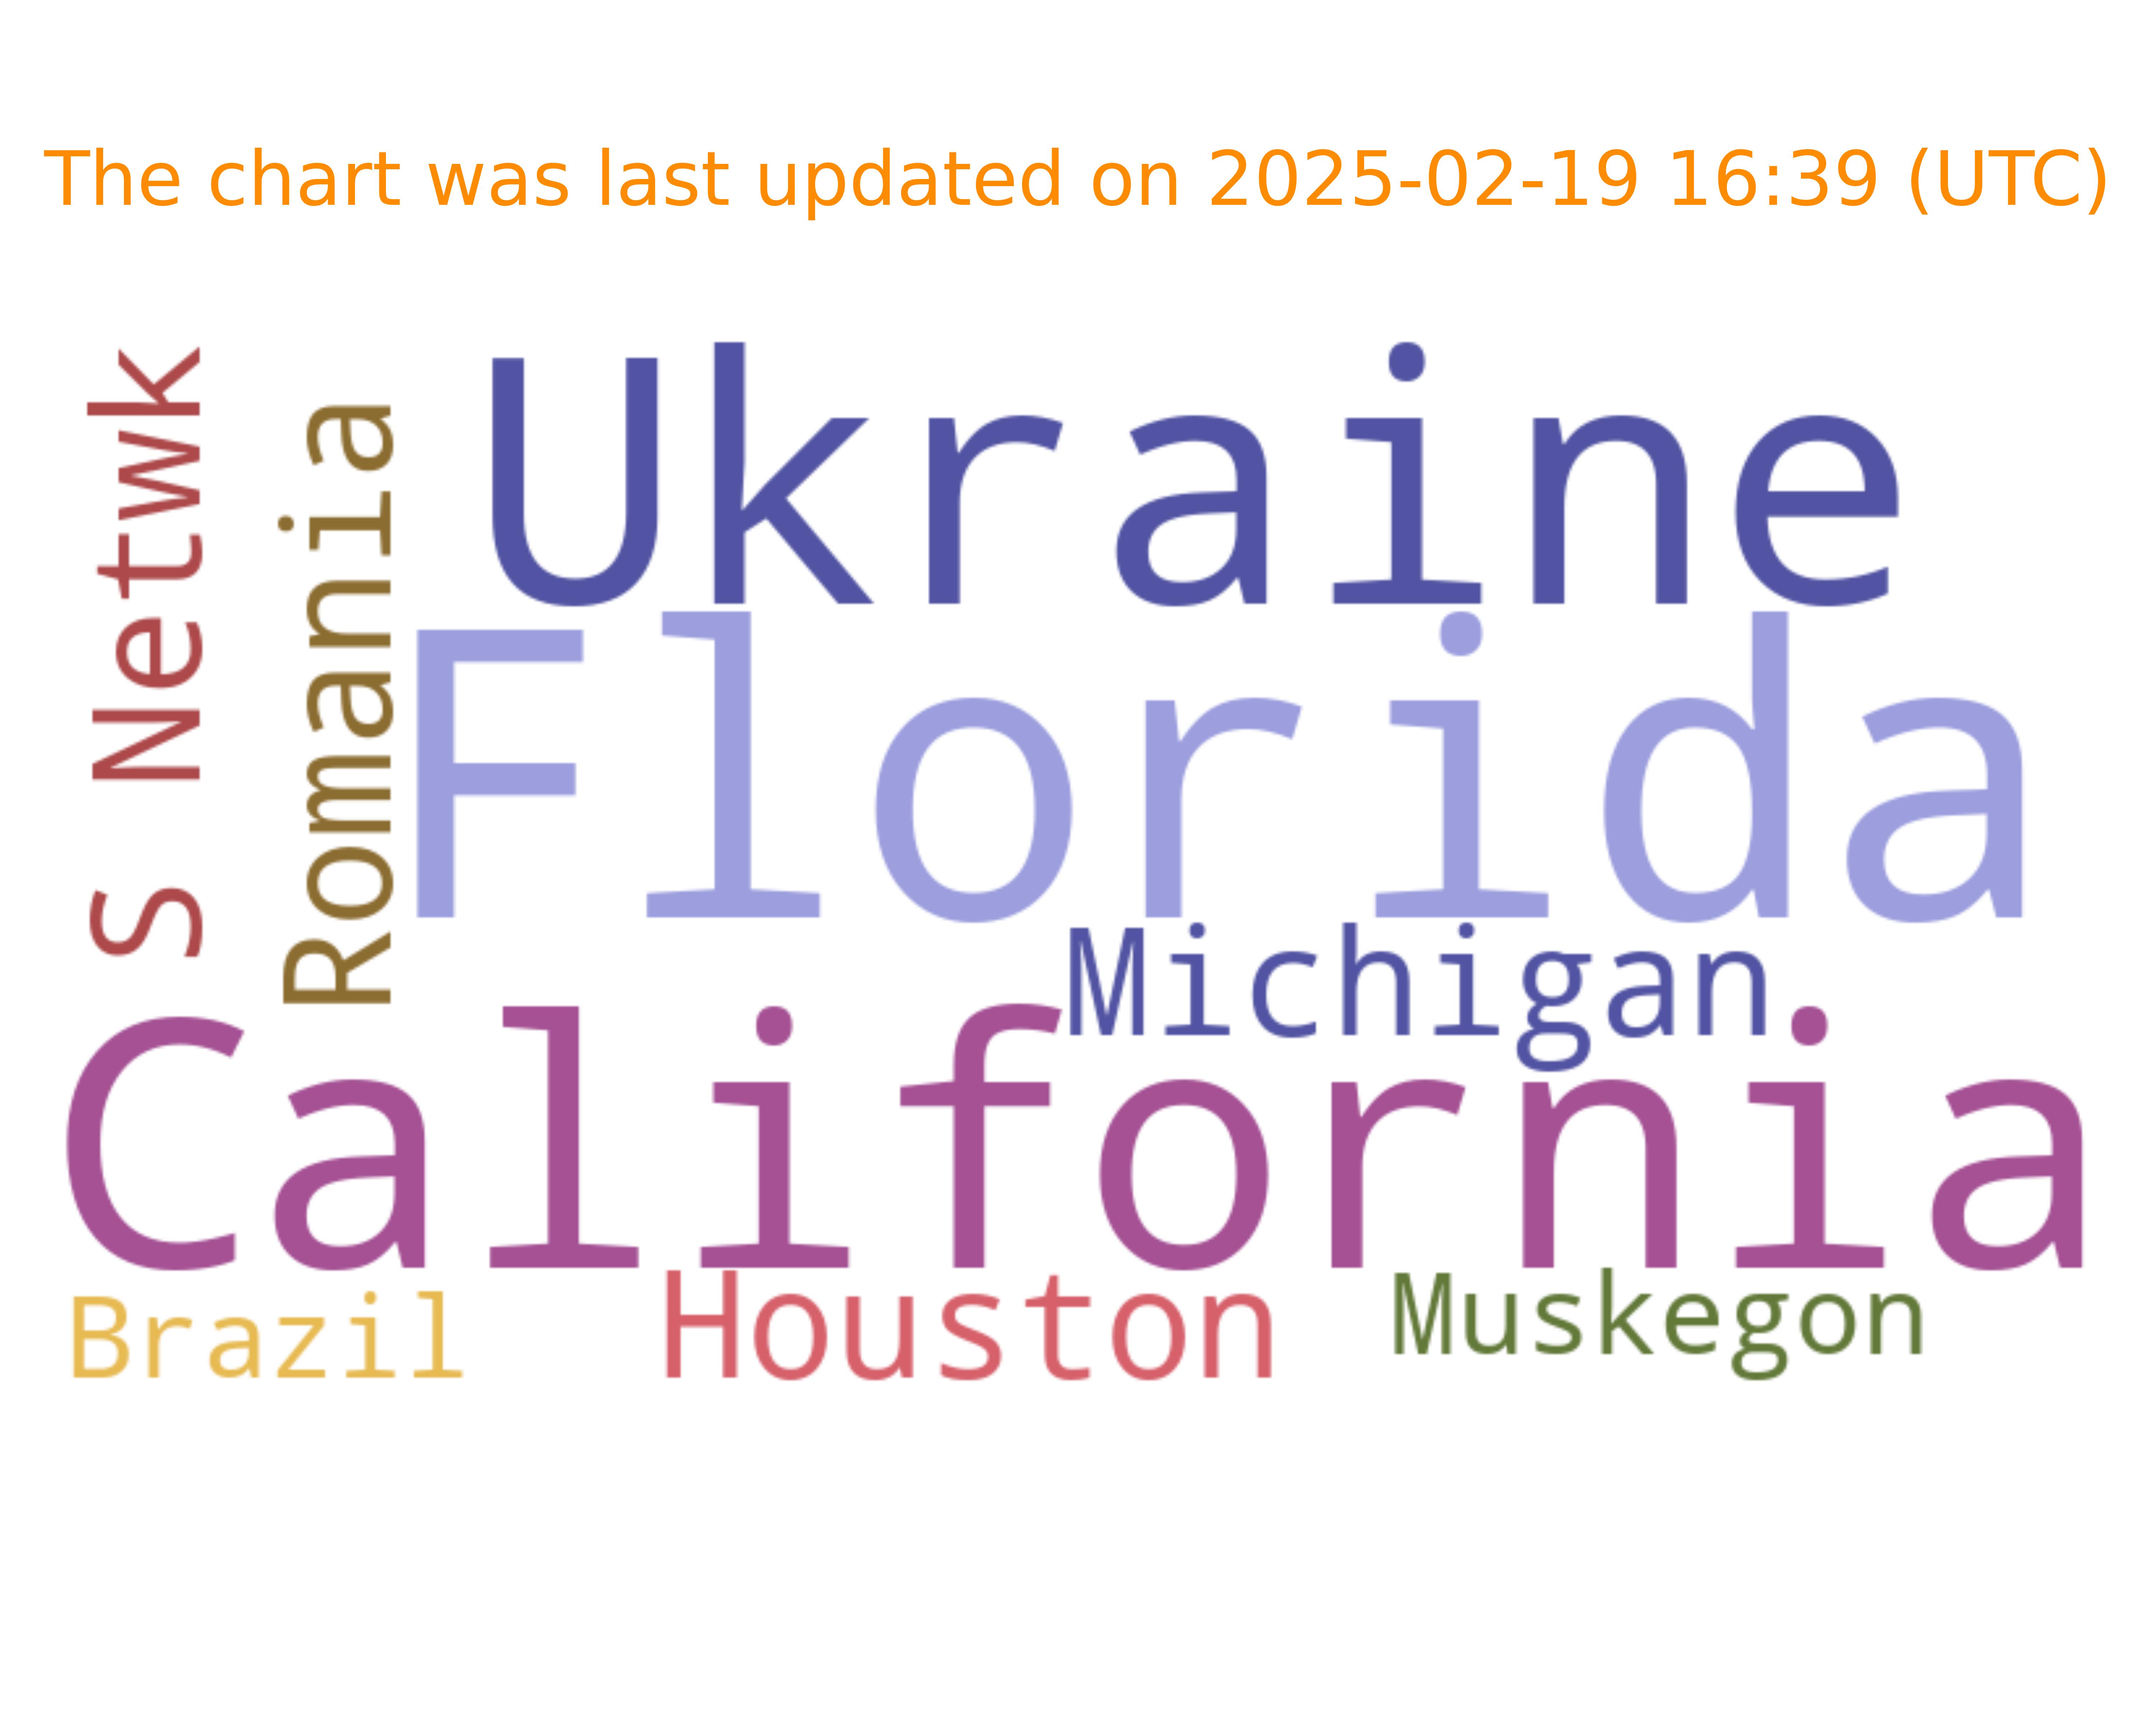 The chart was last updated on 2025-02-19 16:39 (UTC)
S Netwk
Romania
Ukraine
Florida
Michigan
California
Brazil
Houston
Muskegon